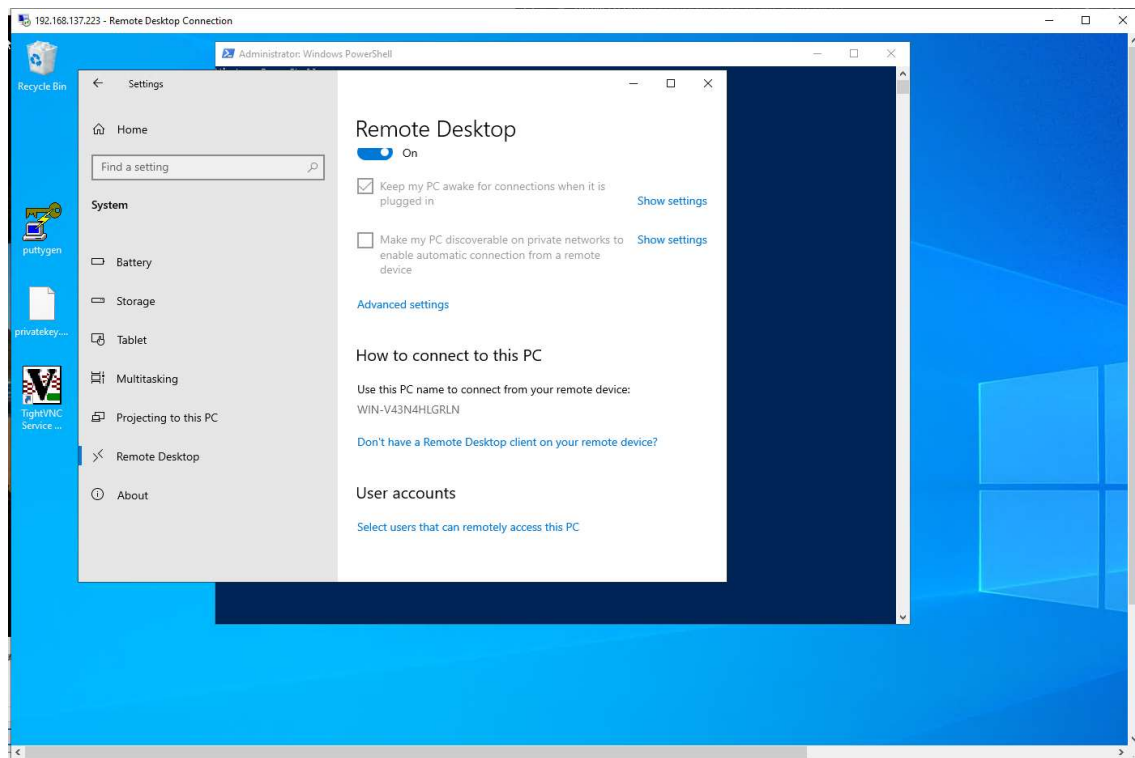 192.168.137.223 - Remote Desktop Connection
Recycle Bin
Administrator: Windows PowerShell
Settings
Home
Find a setting
System
Battery
Storage
Tablet
Multitasking
Projecting to this PC
Remote Desktop
About
Remote Desktop
On
Keep my PC awake for connections when it is
plugged in
Show settings
Make my PC discoverable on private networks to
enable automatic connection from a remote
device
Show settings
Advanced settings
How to connect to this PC
Use this PC name to connect from your remote device:
WIN-V43N4HLGRLN
Don't have a Remote Desktop client on your remote device?
User accounts
Select users that can remotely access this PC
puttygen
privatekey....
TightVNC
Service ...